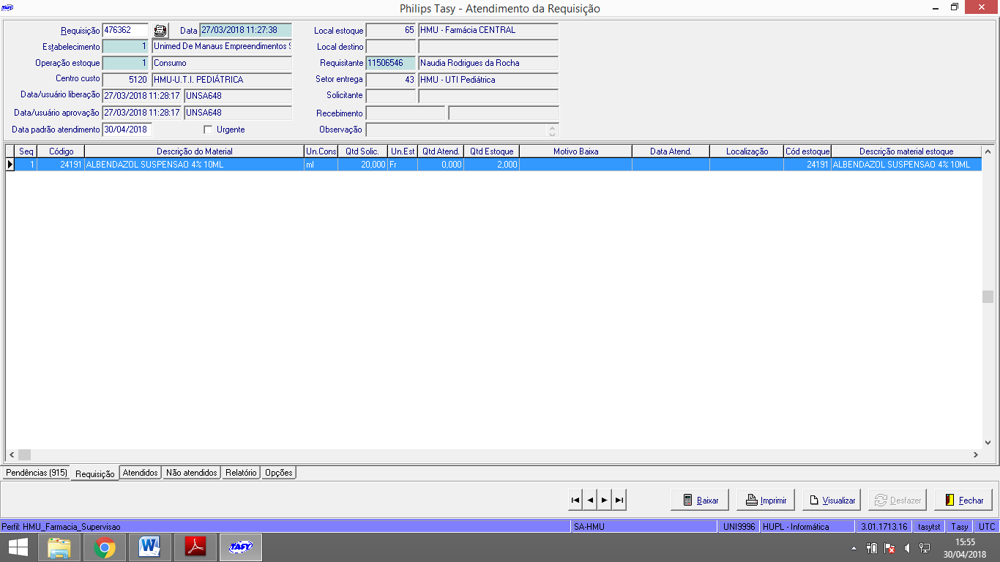 TASY Philips Tasy - Atendimento da Requisição
Requisição 476362 Data 27/03/2018 11:27:38 Local estoque 65 HMU - Farmácia CENTRAL
Estabelecimento 1 Unimed De Manaus Empreendimentos S Local destino
Operação estoque 1 Consumo Requisitante 11506546 Naudia Rodrigues da Rocha
Centro custo 5120 HMU-U.T.I. PEDIÁTRICA Setor entrega 43 HMU - UTI Pediátrica
Data/usuário liberação 27/03/2018 11:28:17 UNSA648 Solicitante
Data/usuário aprovação 27/03/2018 11:28:17 UNSA648 Recebimento
Data padrão atendimento 30/04/2018 Urgente Observação
Seq Código Descrição do Material Un.Cons Qtd Solic. Un.Est Qtd Atend. Qtd Estoque Motivo Baixa Data Atend. Localização Cód estoque Descrição material estoque
1 24191 ALBENDAZOL SUSPENSAO 4% 10ML ml 20,000 Fr 0,000 2,000 24191 ALBENDAZOL SUSPENSAO 4% 10ML
Pendências (915) Requisição Atendidos Não atendidos Relatório Opções
Baixar Imprimir Visualizar Desfazer Fechar
Perfil: HMU_Farmacia_Supervisao SA-HMU UNI9996 HUPL - Informática 3.01.1713.16 tasytst Tasy UTC
TASY 15:55
30/04/2018